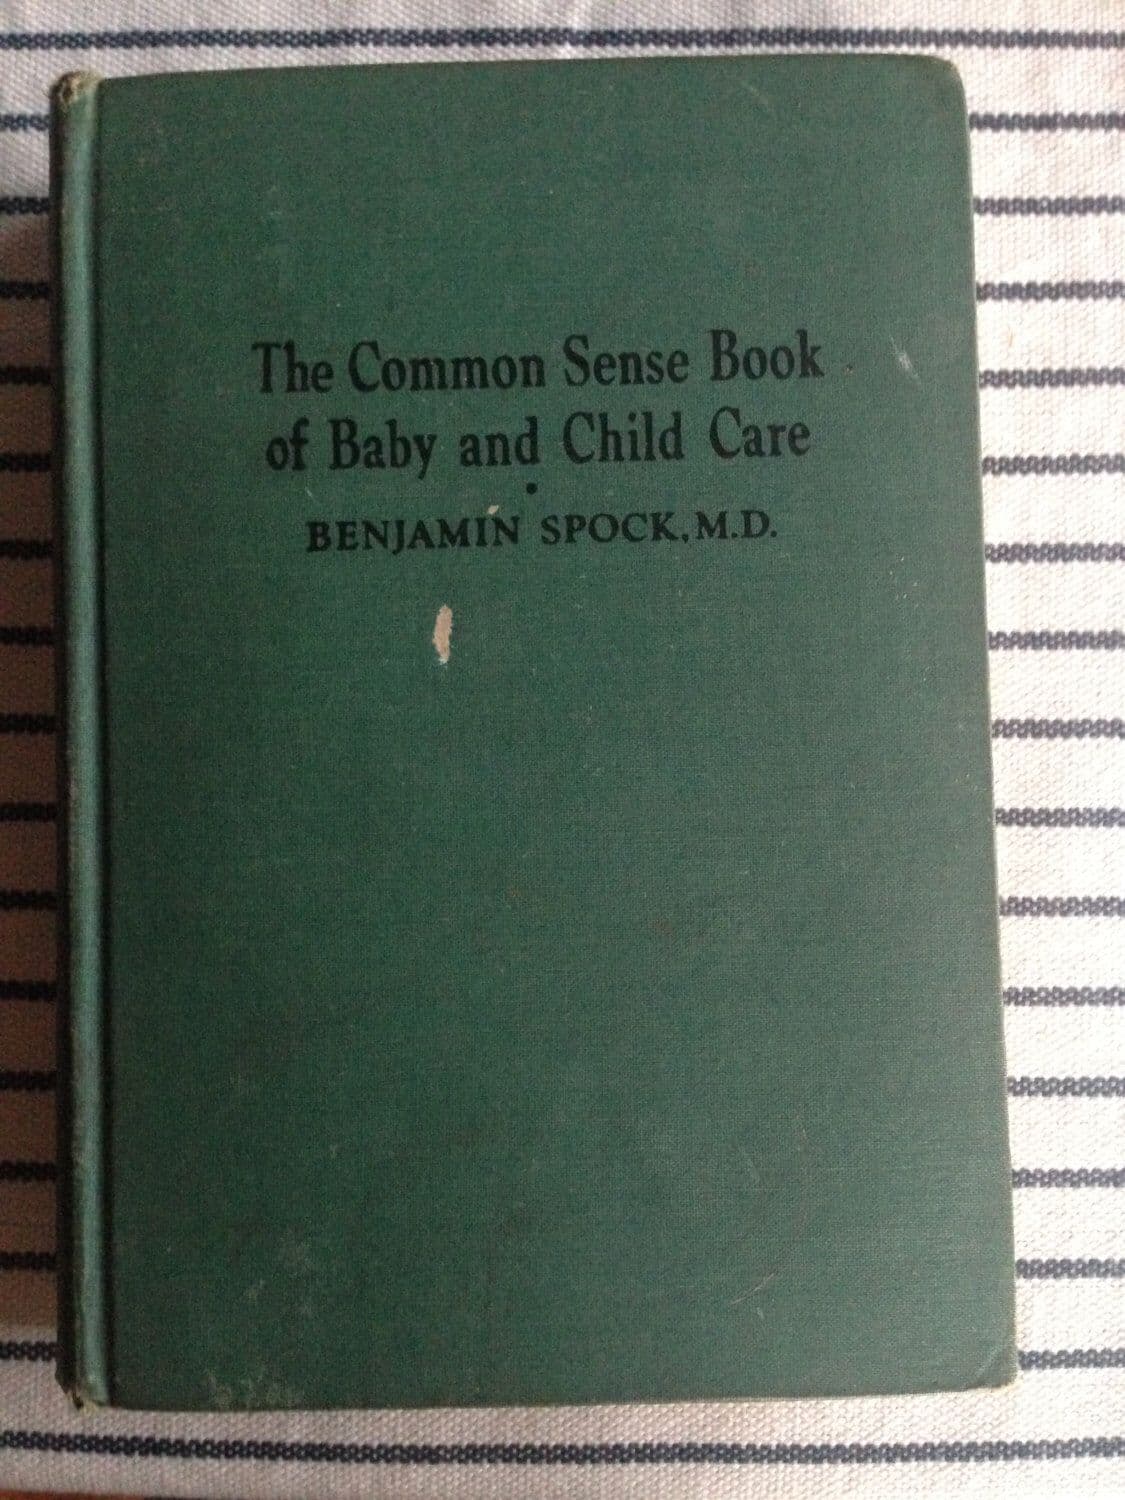 The Common Sense Book
of Baby and Child Care
•
BENJAMIN SPOCK, M.D.